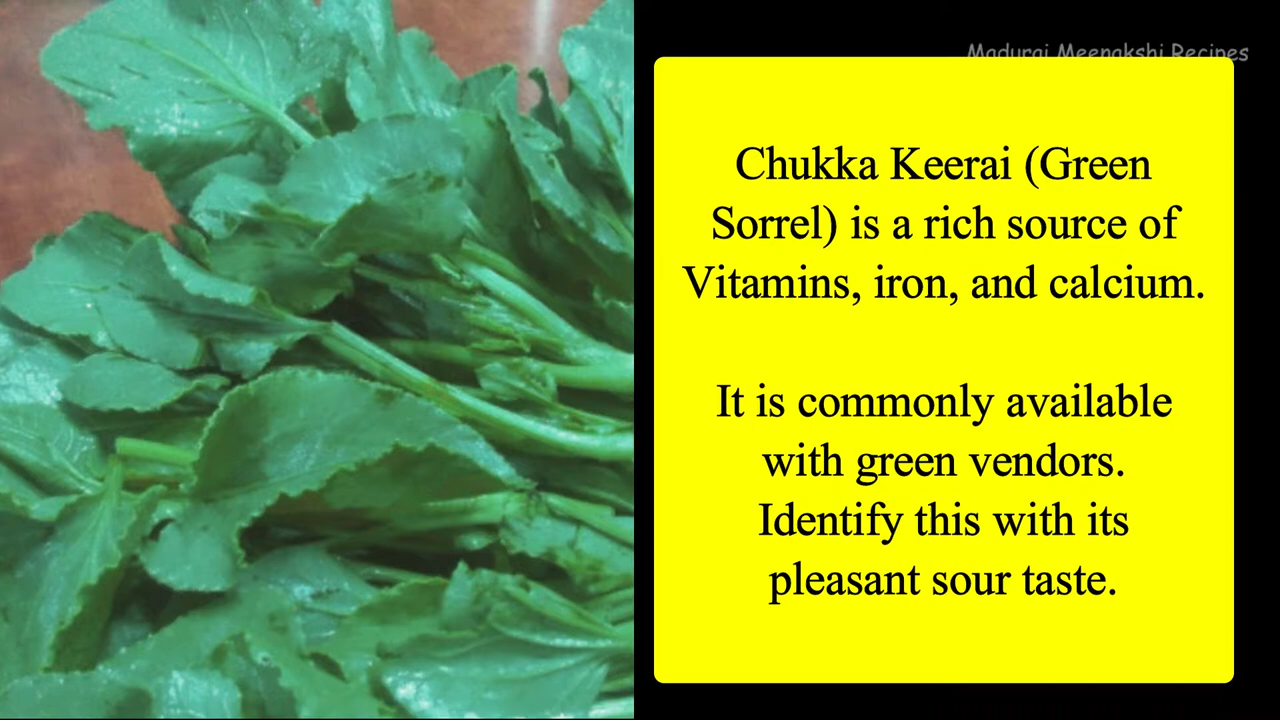 Madurai Meenakshi Recipes
Chukka Keerai (Green
Sorrel) is a rich source of
Vitamins, iron, and calcium.
It is commonly available
with green vendors.
Identify this with its
pleasant sour taste.